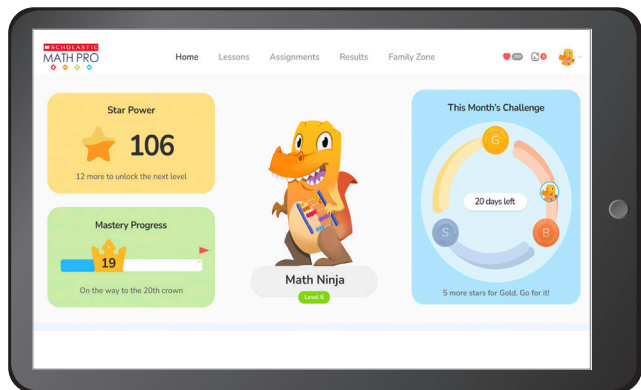 SCHOLASTIC
MATH PRO
Home Lessons Assignments Results Family Zone
Star Power
106
12 more to unlock the next level
Mastery Progress
19
On the way to the 20th crown
Math Ninja
Level 6
This Month's Challenge
G
20 days left
S
B
5 more stars for Gold. Go for it!